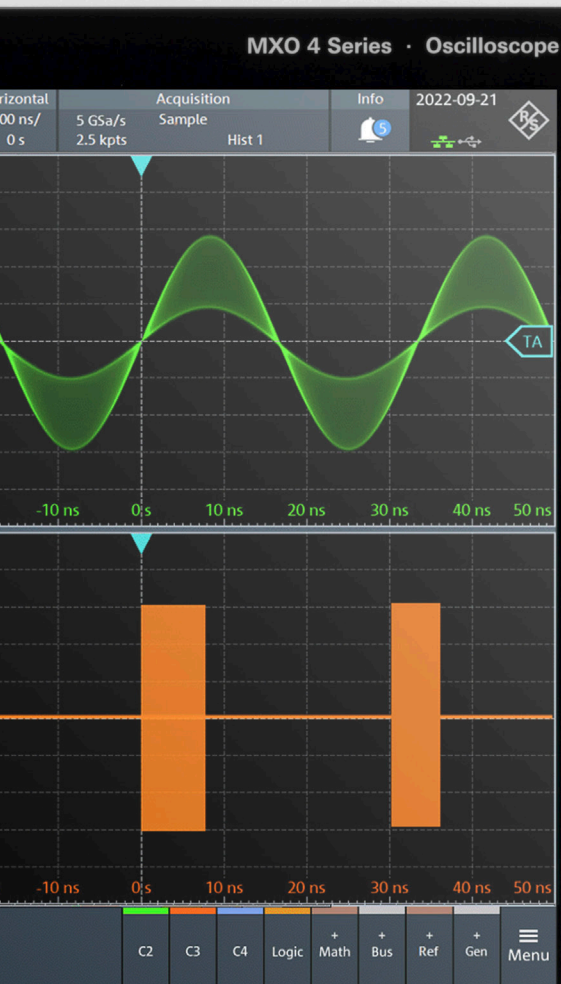 MXO 4 Series · Oscilloscope
rizontal
Acquisition
Info
2022-09-21
00 ns/
5 GSa/s
Sample
5
R&S
0 s
2.5 kpts
Hist 1
TA
-10 ns
0 s
10 ns
20 ns
30 ns
40 ns
50 ns
-10 ns
0 s
10 ns
20 ns
30 ns
40 ns
50 ns
C2
C3
C4
Logic
+
Math
+
Bus
+
Ref
+
Gen
Menu